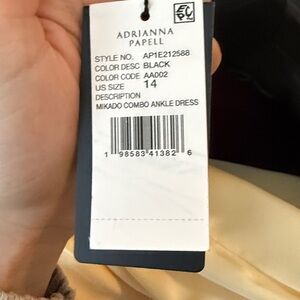 ADRIANNA
PAPELL
STYLE NO. AP1E212588
COLOR DESC BLACK
COLOR CODE AA002
US SIZE 14
DESCRIPTION
MIKADO COMBO ANKLE DRESS
1 98583 41382 6